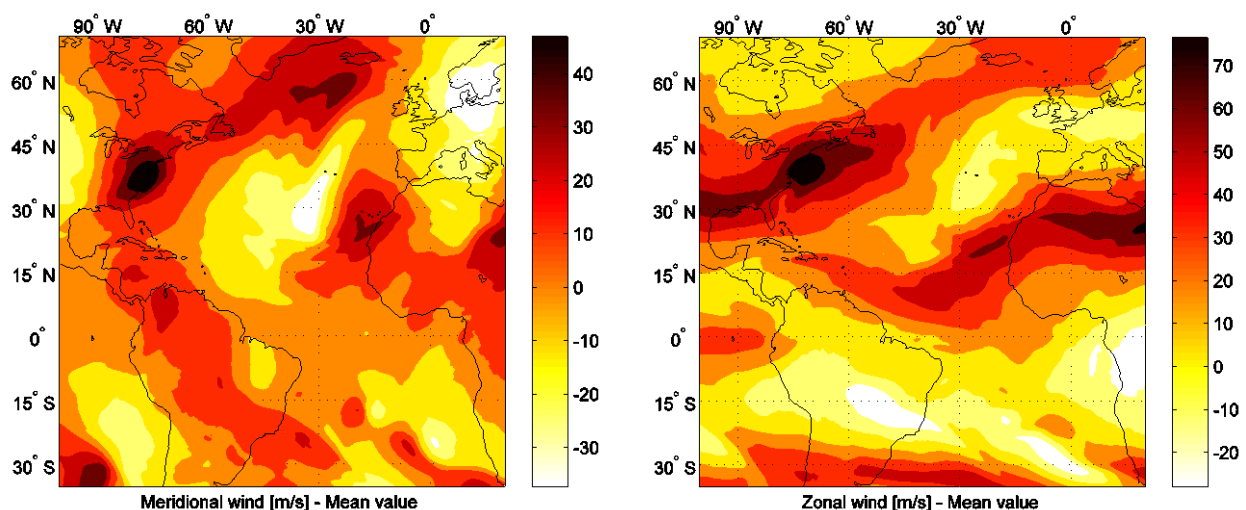 90° W 30° W 0°
60° N
45° N
30° N
15° N
0°
15° S
30° S
40
30
20
10
0
-10
-20
-30
Meridional wind [m/s] - Mean value
90° W 60° W 30° W 0°
60° N
45° N
30° N
15° N
0°
15° S
30° S
70
60
50
40
30
20
10
0
-10
-20
Zonal wind [m/s] - Mean value